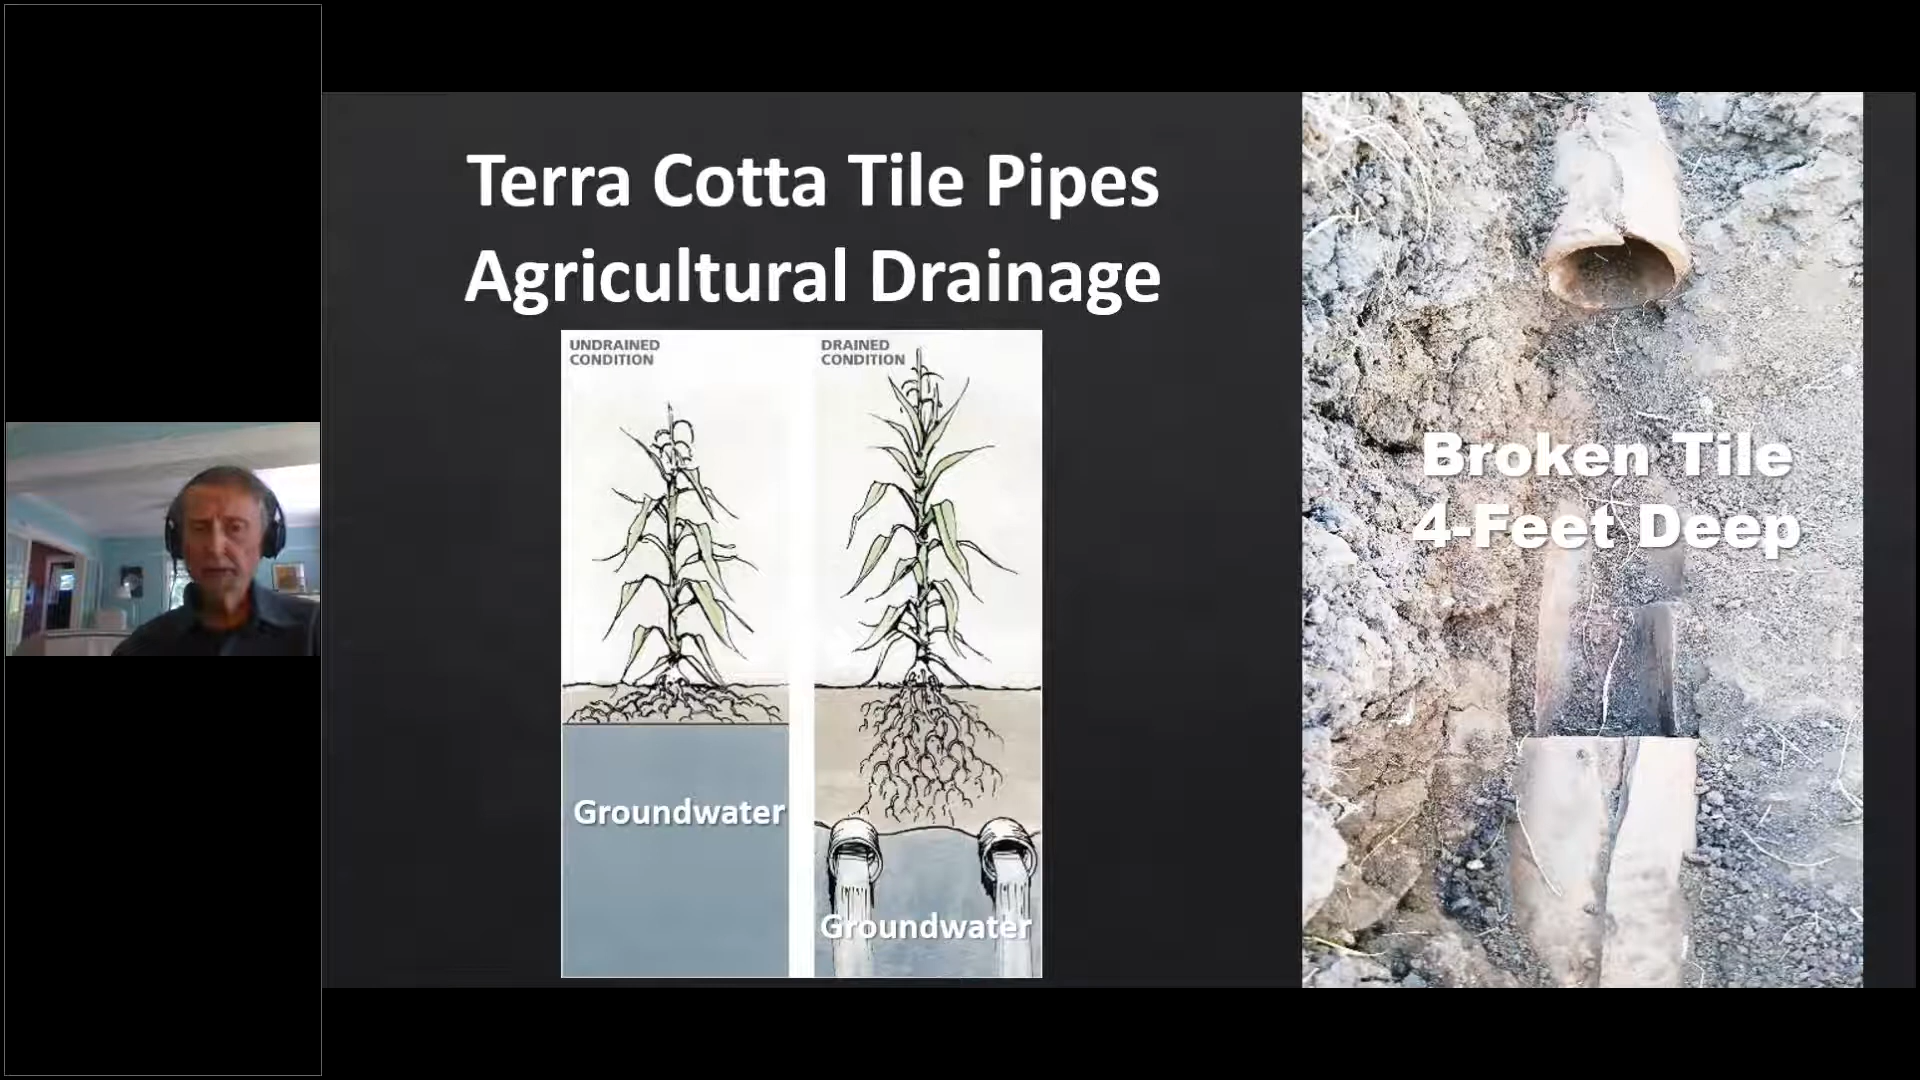 Terra Cotta Tile Pipes
Agricultural Drainage
UNDRAINED
CONDITION
DRAINED
CONDITION
Groundwater
Groundwater
Broken Tile
4-Feet Deep